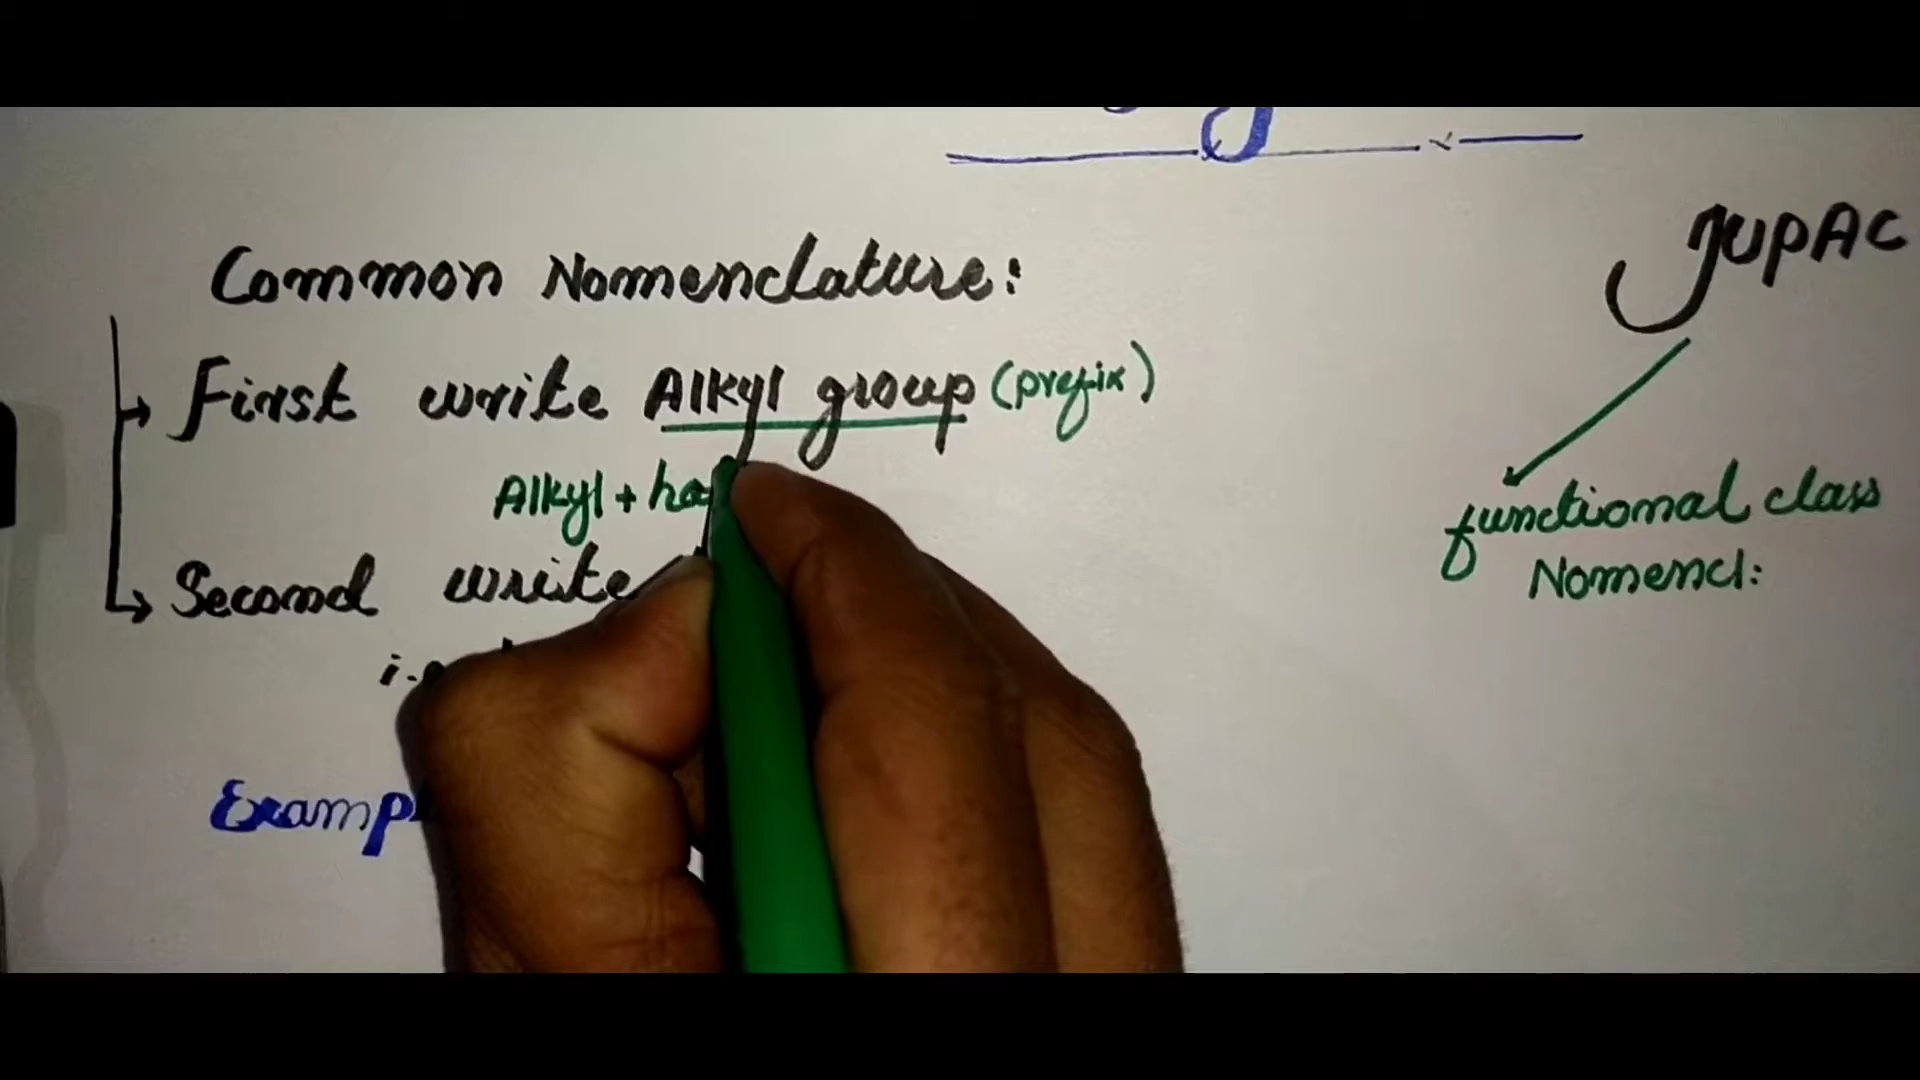 Common Nomenclature:
First write Alkyl group (prefix)
Alkyl + ha
Second write
IUPAC
functional class
Nomencl: